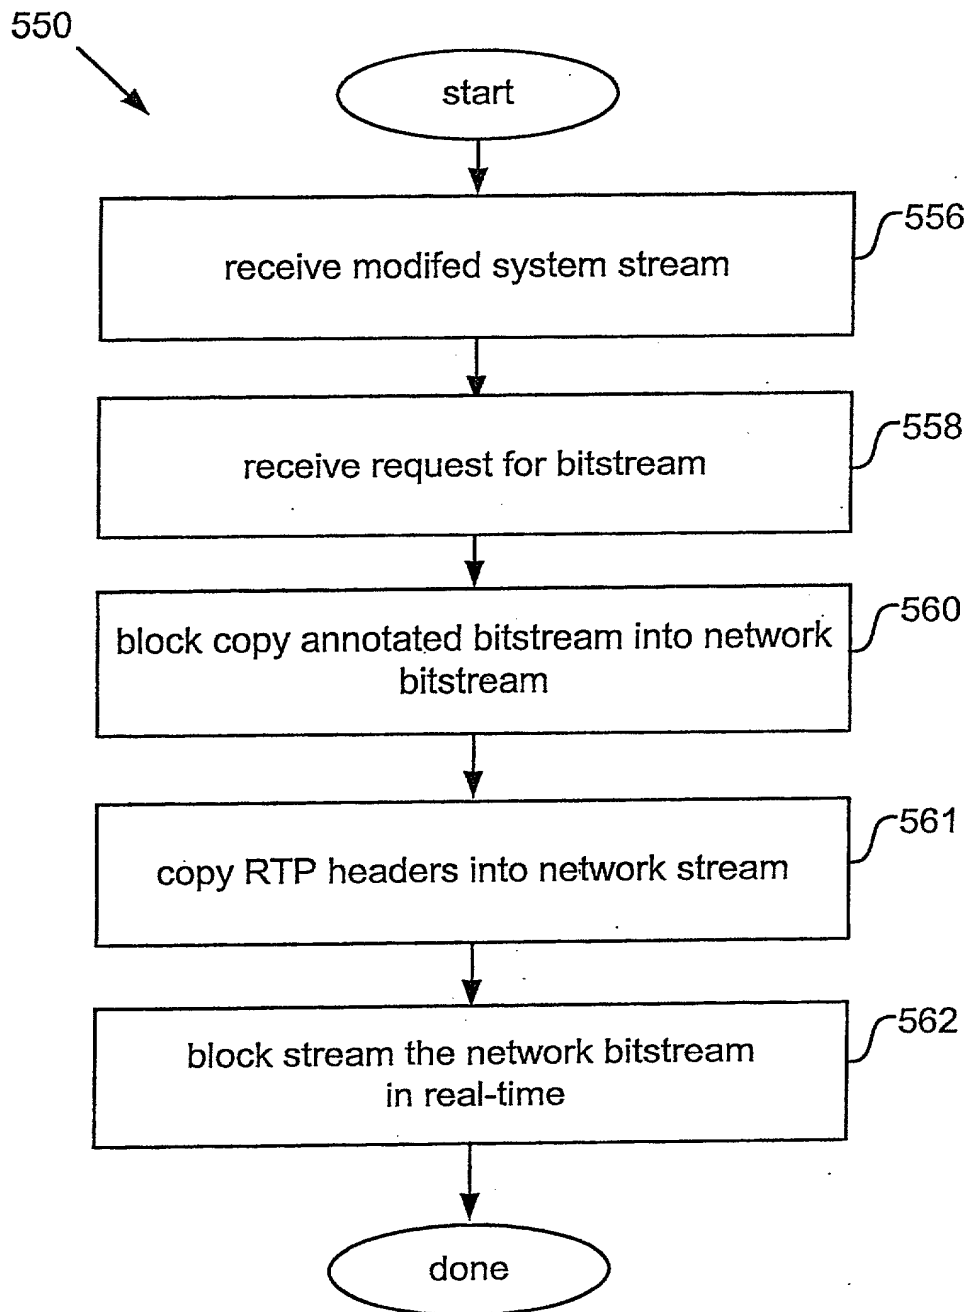 550
start
receive modifed system stream
556
receive request for bitstream
558
block copy annotated bitstream into network
bitstream
560
copy RTP headers into network stream
561
block stream the network bitstream
in real-time
562
done